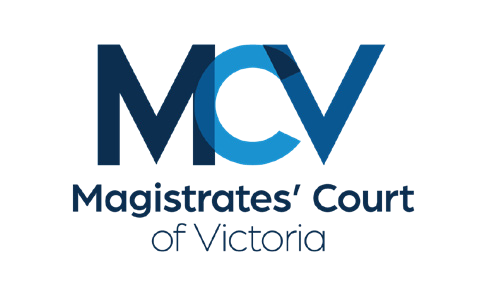 MCV
Magistrates’ Court
of Victoria